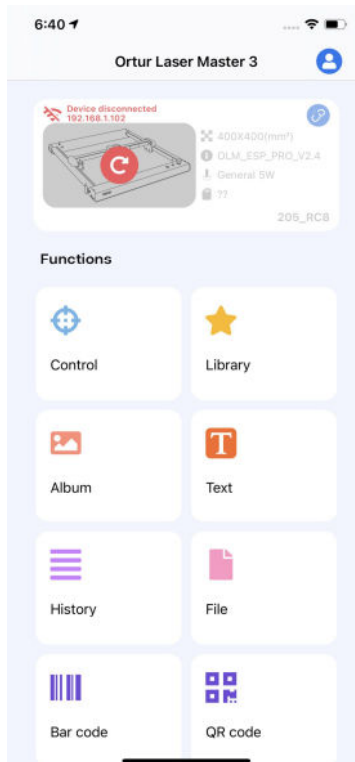 6:40
Ortur Laser Master 3
Device disconnected
192.168.1.102
400X400(mm²)
OLM_ESP_PRO_V2.4
General 5W
??
205_RC8
Functions
Control
Library
Album
Text
History
File
Bar code
QR code